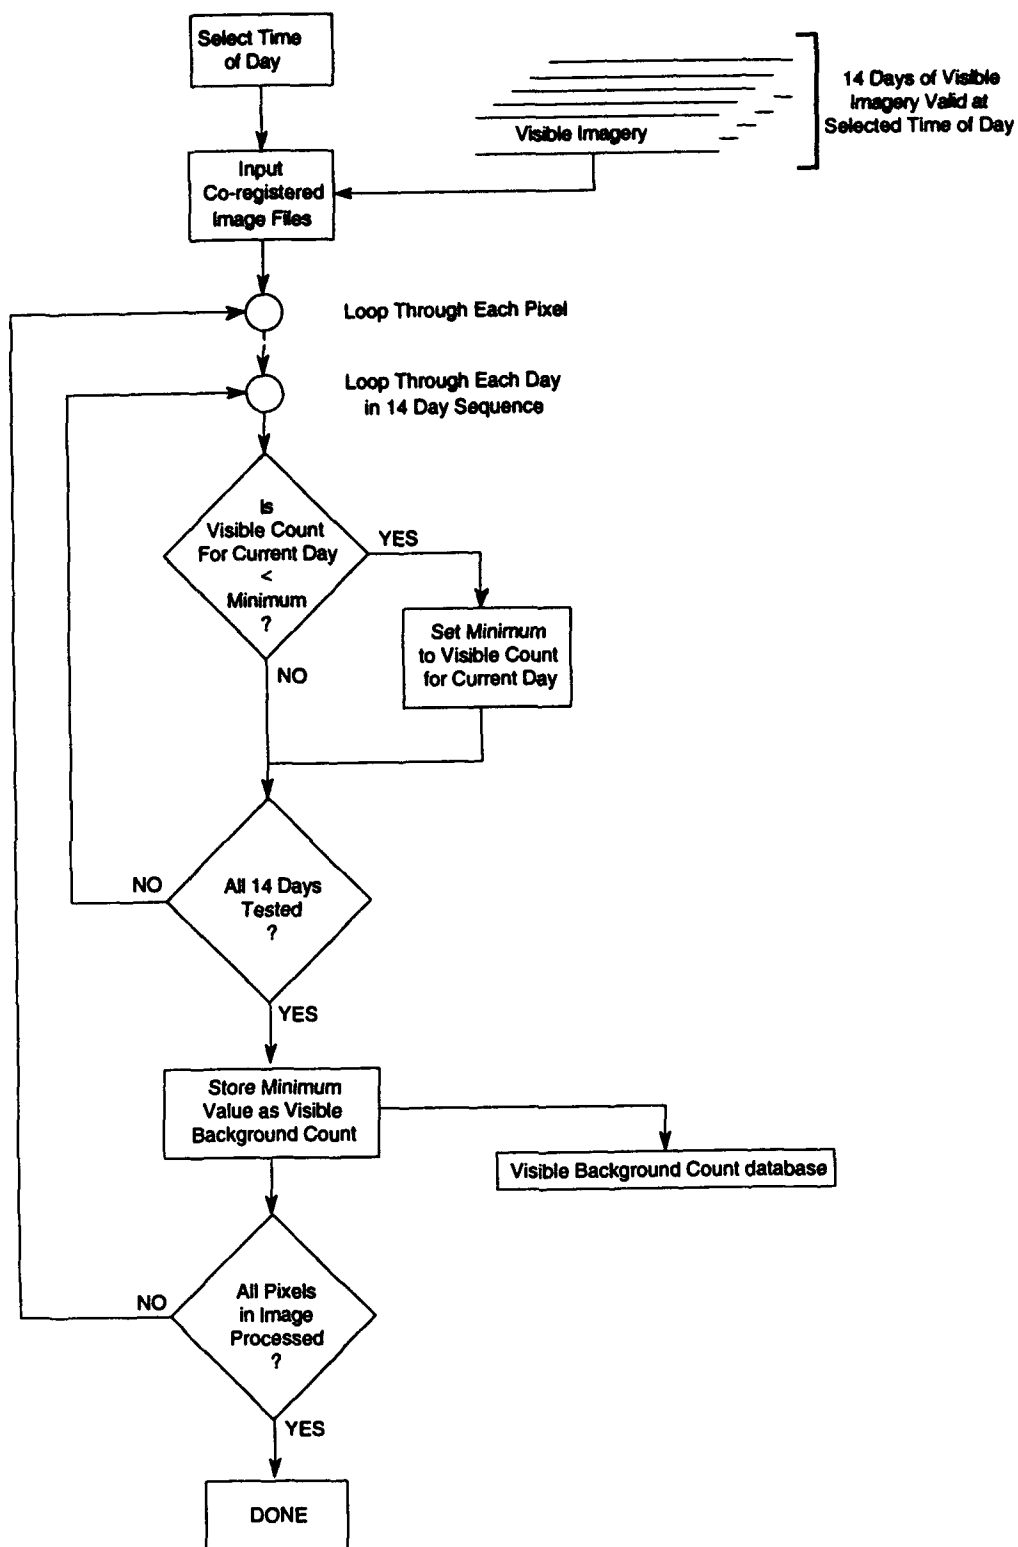 Select Time
of Day
14 Days of Visible
Imagery Valid at
Selected Time of Day
Visible Imagery
Input
Co-registered
Image Files
Loop Through Each Pixel
Loop Through Each Day
in 14 Day Sequence
Is
Visible Count
For Current Day
<
Minimum
?
YES
Set Minimum
to Visible Count
for Current Day
NO
NO
All 14 Days
Tested
?
YES
Store Minimum
Value as Visible
Background Count
Visible Background Count database
NO
All Pixels
in Image
Processed
?
YES
DONE